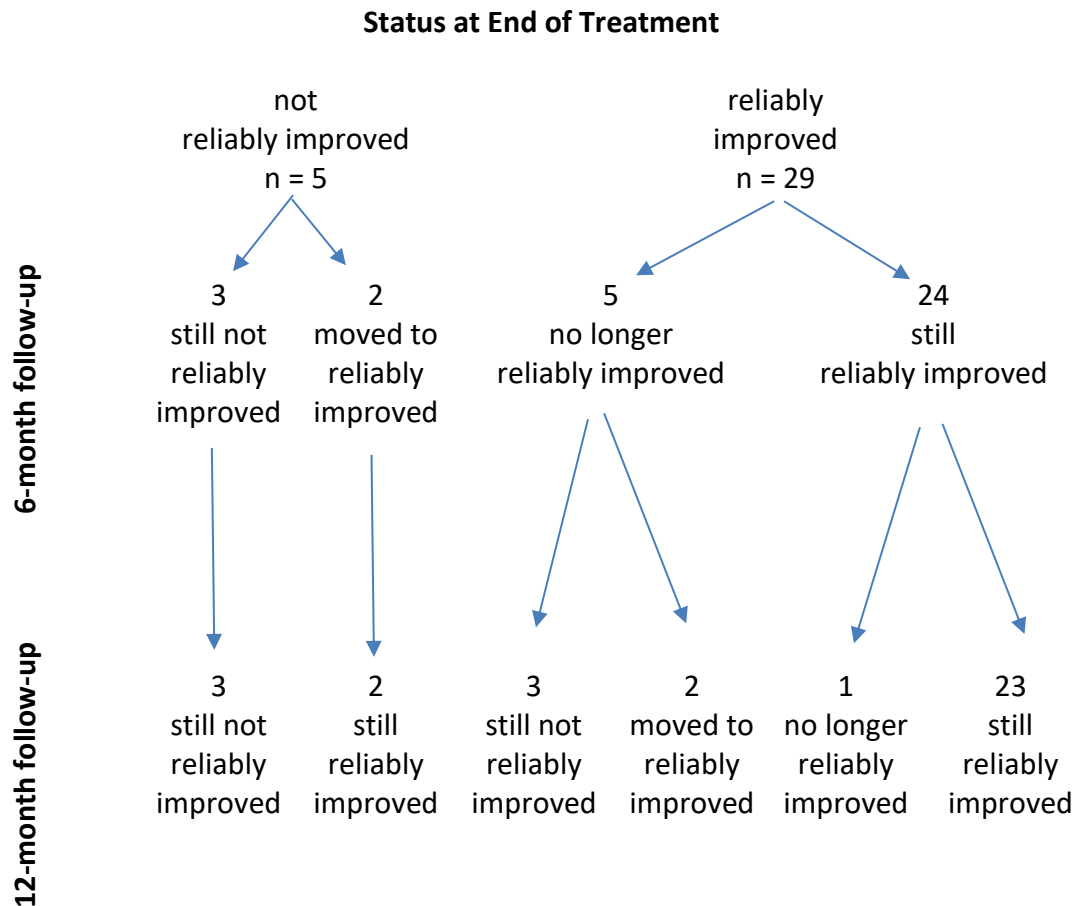 Status at End of Treatment
not
reliably improved
n = 5
reliably
improved
n = 29
6-month follow-up
3
still not
reliably
improved
2
moved to
reliably
improved
5
no longer
reliably improved
24
still
reliably improved
12-month follow-up
3
still not
reliably
improved
2
still
reliably
improved
3
still not
reliably
improved
2
moved to
reliably
improved
1
no longer
reliably
improved
23
still
reliably
improved